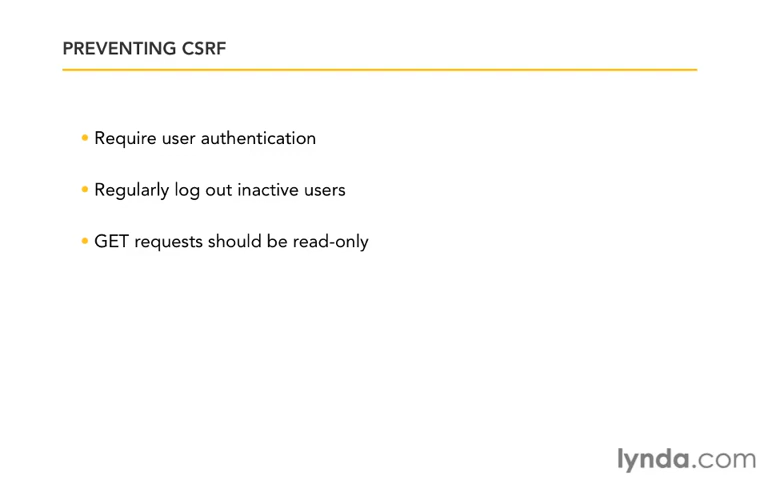 PREVENTING CSRF
• Require user authentication
• Regularly log out inactive users
• GET requests should be read-only
lynda.com